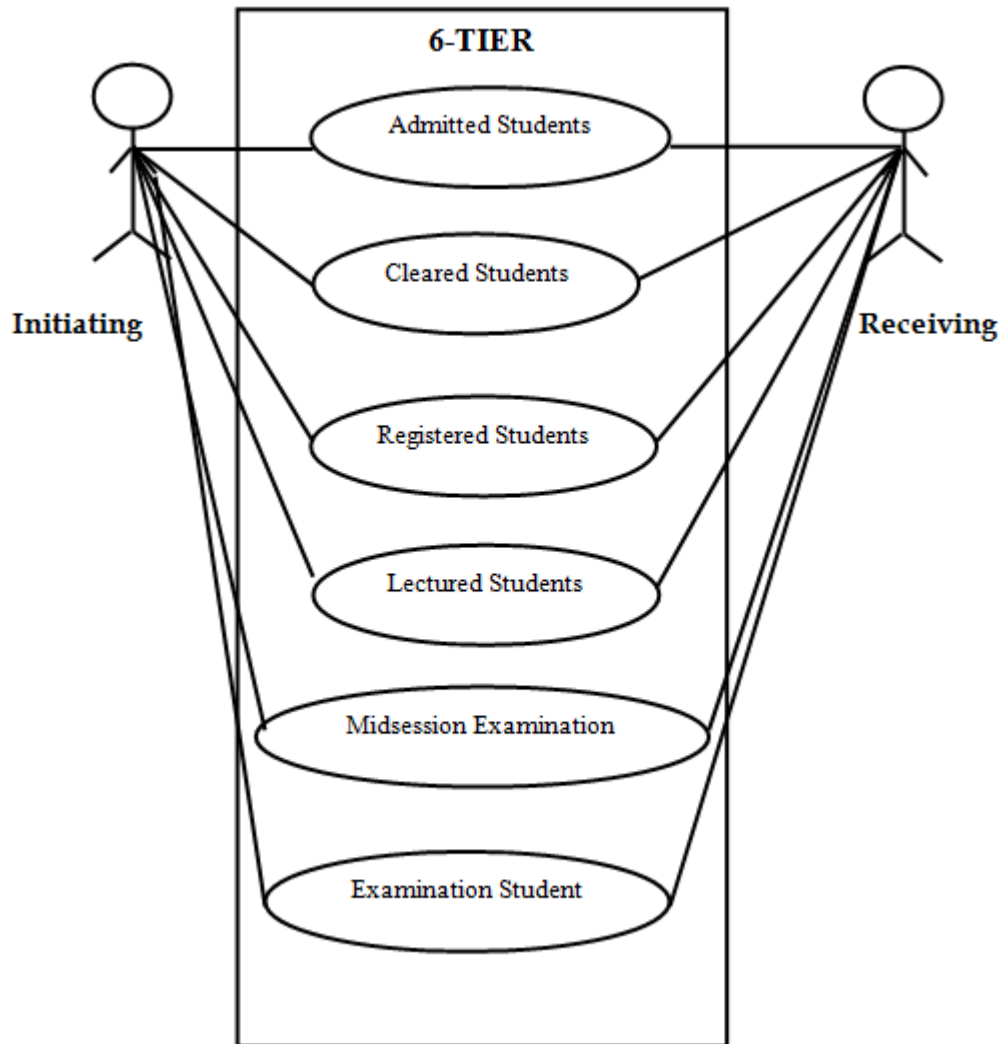 6-TIER
Admitted Students
Cleared Students
Initiating
Receiving
Registered Students
Lectured Students
Midsession Examination
Examination Student